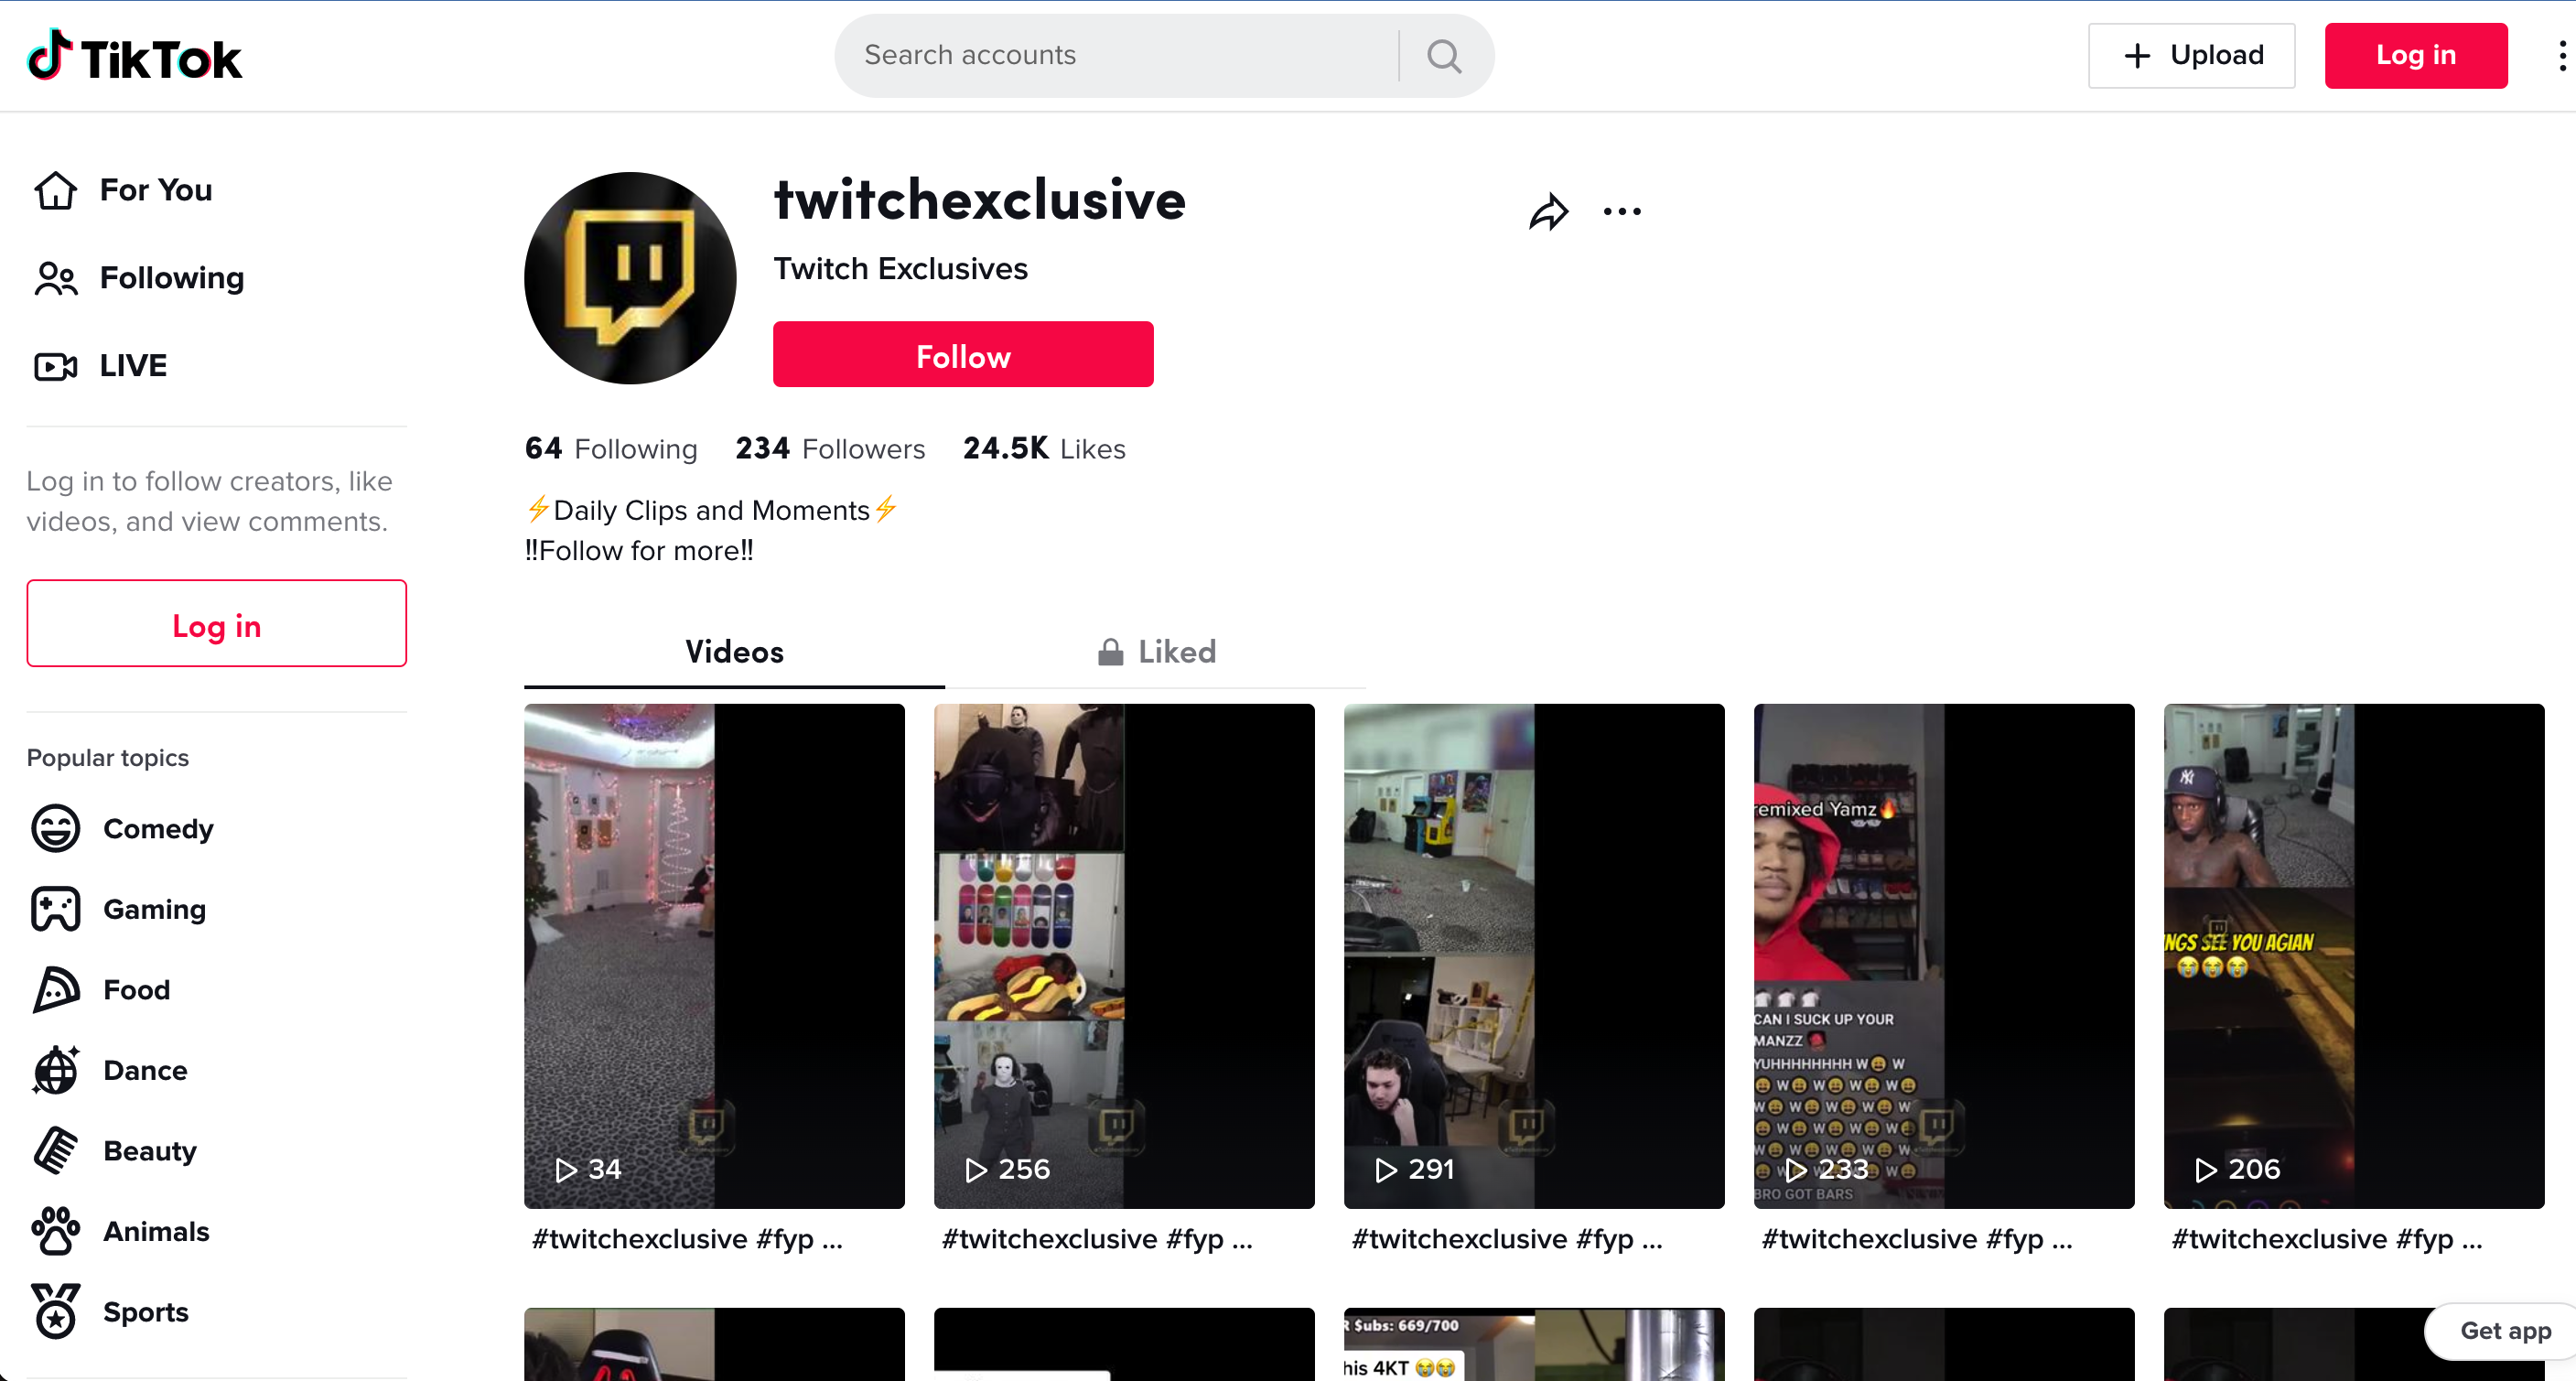 TikTok
Search accounts
Upload
Log in
For You
Following
LIVE
Log in to follow creators, like
videos, and view comments.
Log in
Popular topics
Comedy
Gaming
Food
Dance
Beauty
Animals
Sports
twitchexclusive
Twitch Exclusives
Follow
64 Following 234 Followers 24.5K Likes
⚡Daily Clips and Moments⚡
‼️Follow for more‼️
Videos
Liked
34
256
291
emixed Yamz🔥
CAN I SUCK UP YOUR
MANZZ
YUHHHHHHHH W😀W
😀W😀W😀W😀W😀
W😀W😀W😀W😀W
😀W😀W😀W😀W😀
W😀W😀W😀W😀W
233
BRO GOT BARS
NGS SEE YOU AGIAN
😭😭😭
206
#twitchexclusive #fyp ...
#twitchexclusive #fyp ...
#twitchexclusive #fyp ...
#twitchexclusive #fyp ...
#twitchexclusive #fyp ...
R $ubs: 669/700
his 4KT 😭😭
Get app